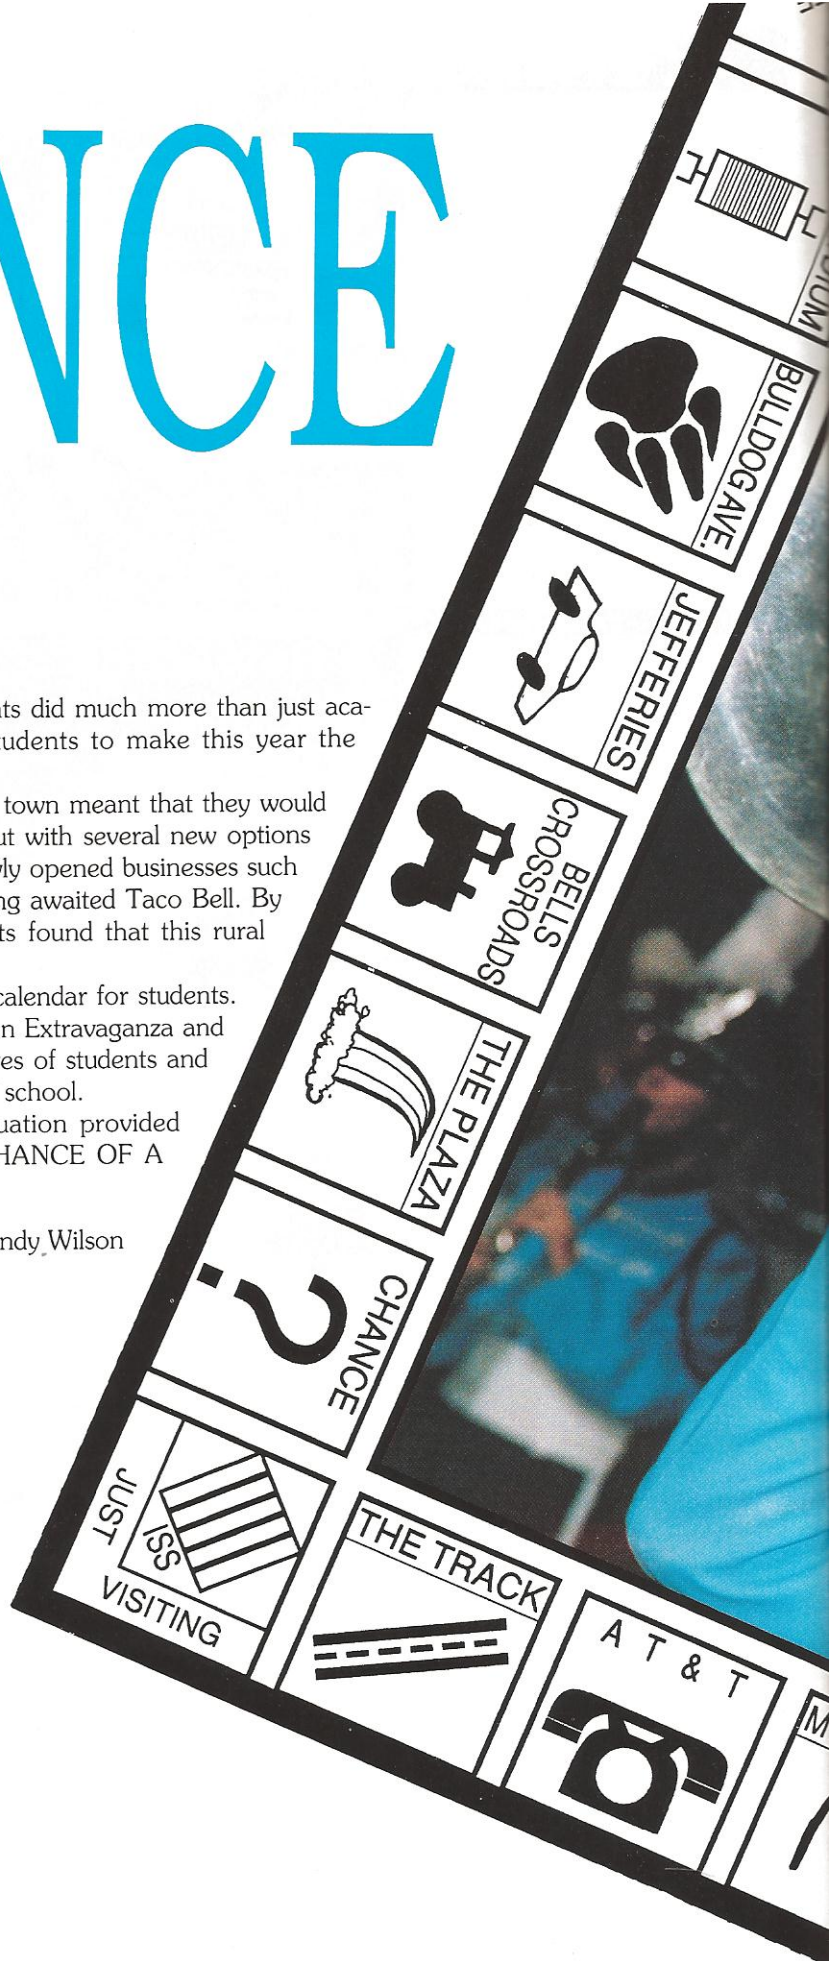 NCE
ts did much more than just aca-
tudents to make this year the
town meant that they would
ut with several new options
ly opened businesses such
ng awaited Taco Bell. By
ts found that this rural
calendar for students.
n Extravaganza and
es of students and
school.
uation provided
HANCE OF A
ndy Wilson
DIUM
BULLDOG AVE.
JEFFERIES
BELLS
CROSSROADS
THE PLAZA
CHANCE
?
JUST
VISITING
ISS
THE TRACK
A T & T
M